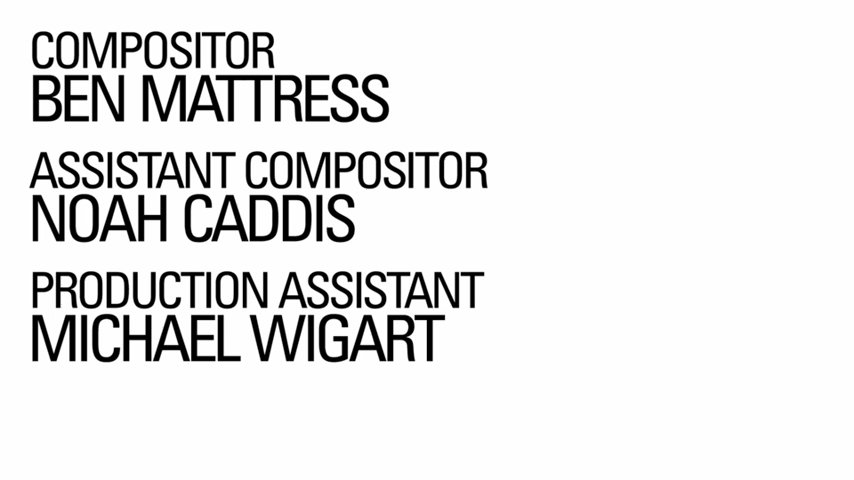 COMPOSITOR
BEN MATTRESS
ASSISTANT COMPOSITOR
NOAH CADDIS
PRODUCTION ASSISTANT
MICHAEL WIGART